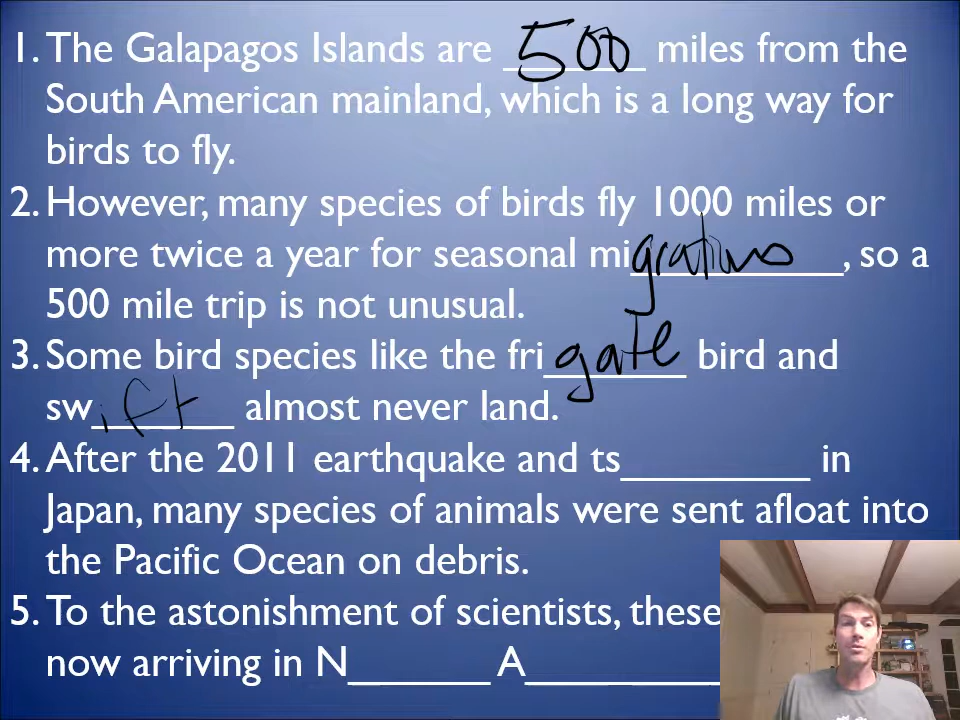 1. The Galapagos Islands are 500 miles from the
South American mainland, which is a long way for
birds to fly.
2. However, many species of birds fly 1000 miles or
more twice a year for seasonal migrations, so a
500 mile trip is not unusual.
3. Some bird species like the frigate bird and
swift almost never land.
4. After the 2011 earthquake and ts_________ in
Japan, many species of animals were sent afloat into
the Pacific Ocean on debris.
5. To the astonishment of scientists, these
now arriving in N______ A_________